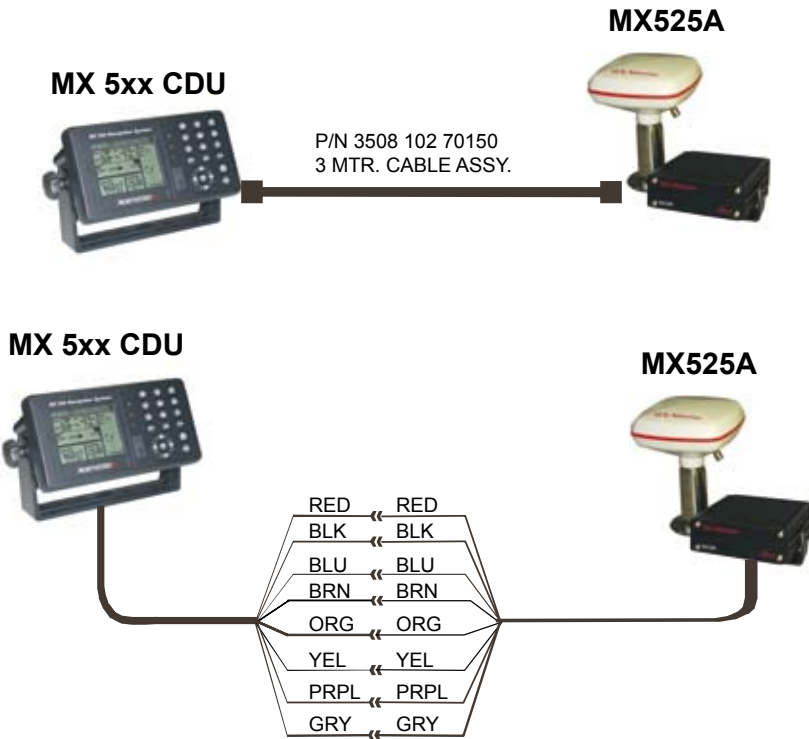 MX525A
MX 5xx CDU
P/N 3508 102 70150
3 MTR. CABLE ASSY.
MX 5xx CDU
MX525A
RED RED
BLK BLK
BLU BLU
BRN BRN
ORG ORG
YEL YEL
PRPL PRPL
GRY GRY